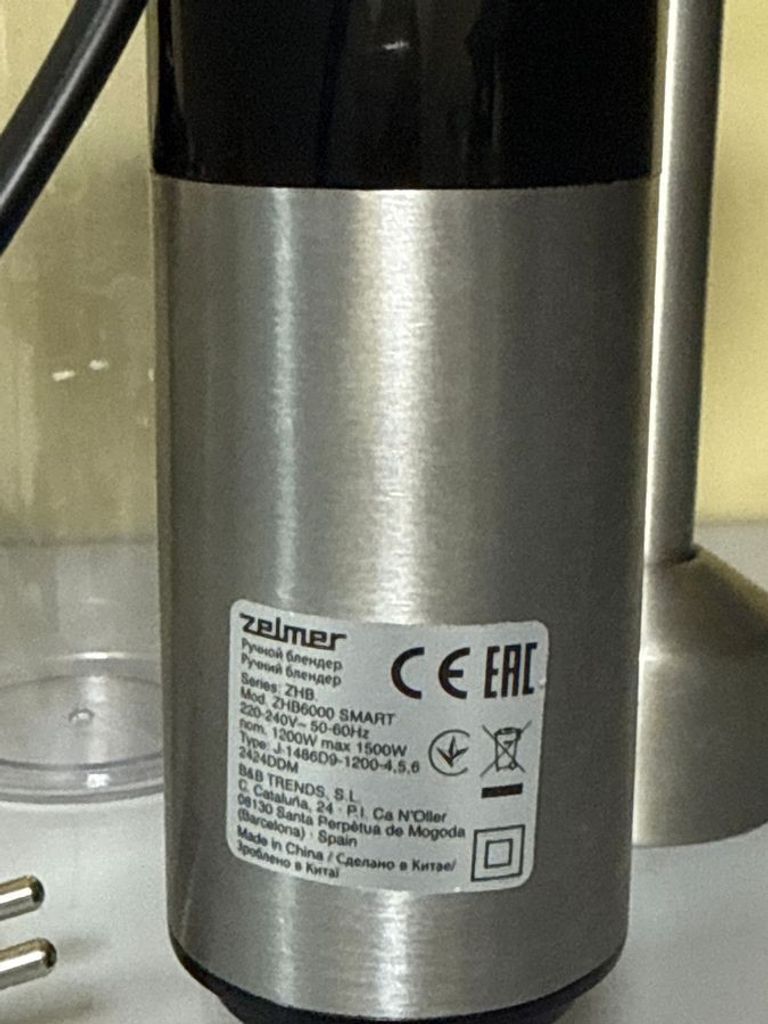 zelmer
Ручной блендер
Ручний блендер
Series: ZHB.
Mod. ZHB6000 SMART
220-240V~ 50-60Hz
nom. 1200W max 1500W
Type: J-1486D9-1200-4,5,6
2424DDM
B&B TRENDS, S.L.
C. Cataluña, 24 · P.I. Ca N'Oller
08130 Santa Perpètua de Mogoda
(Barcelona) · Spain
Made in China / Сделано в Китае/
Зроблено в Китаї
CE EAC